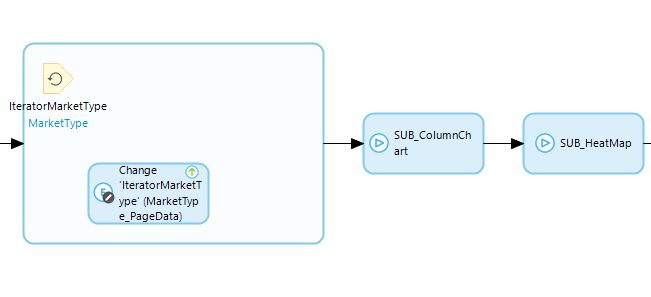 IteratorMarketType
MarketType
Change
'IteratorMarketT
ype' (MarketTyp
e_PageData)
E
SUB_ColumnCh
art
SUB_HeatMap